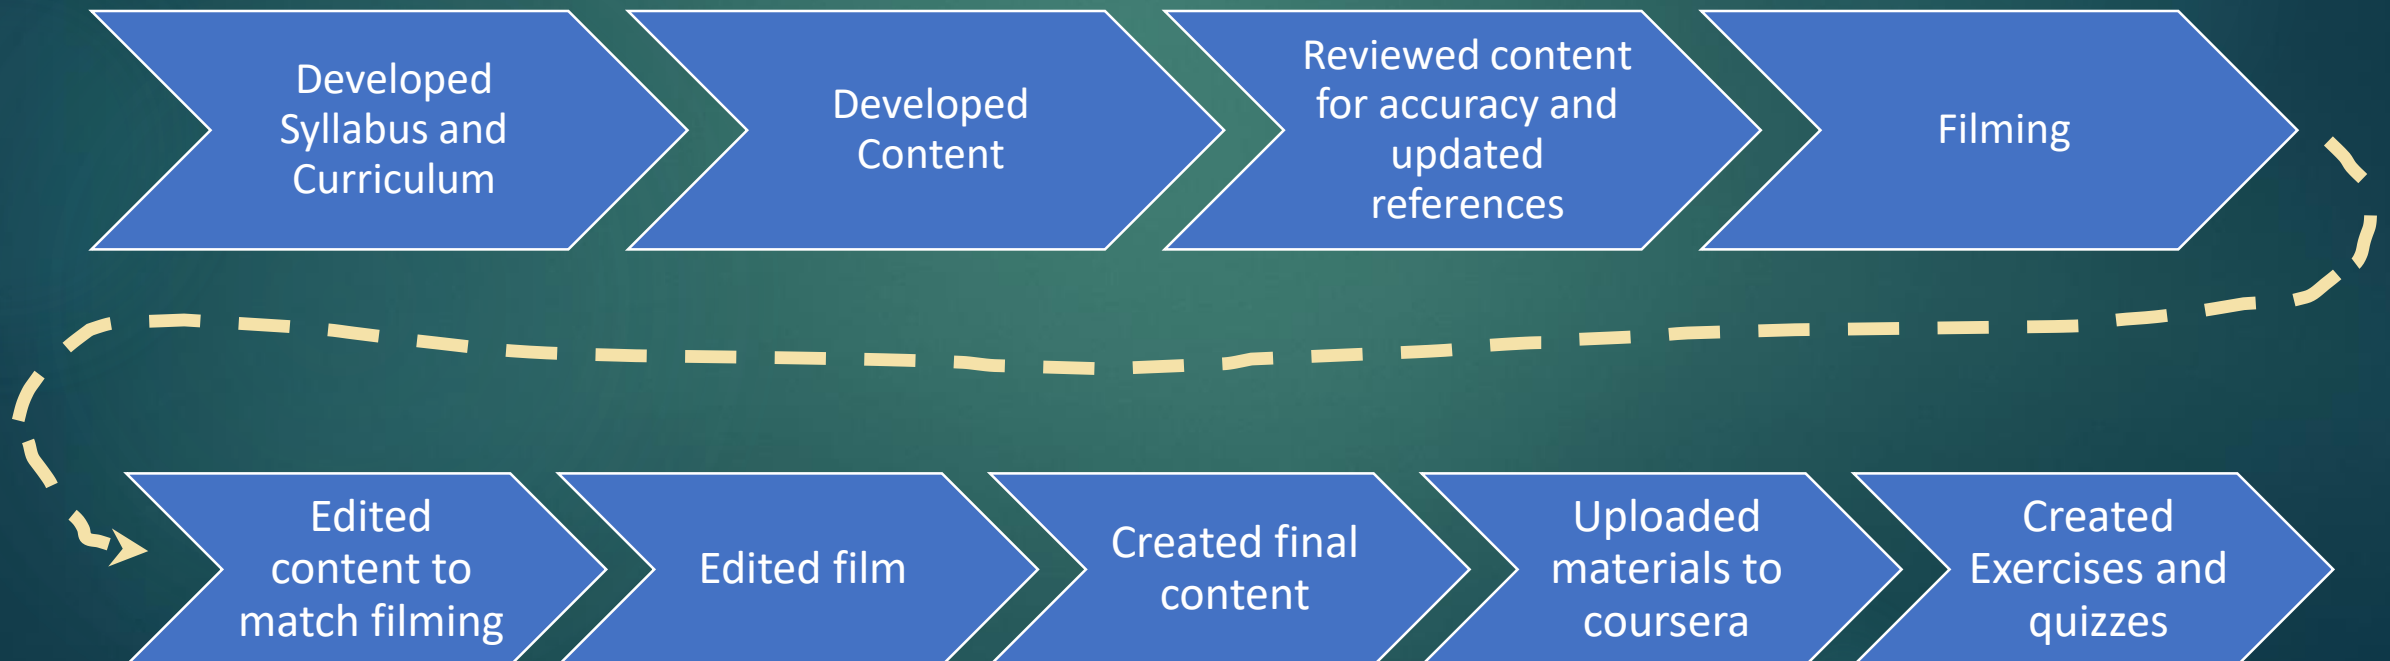 Developed
Syllabus and
Curriculum
Developed
Content
Reviewed content
for accuracy and
updated
references
Filming
Edited
content to
match filming
Edited film
Created final
content
Uploaded
materials to
coursera
Created
Exercises and
quizzes